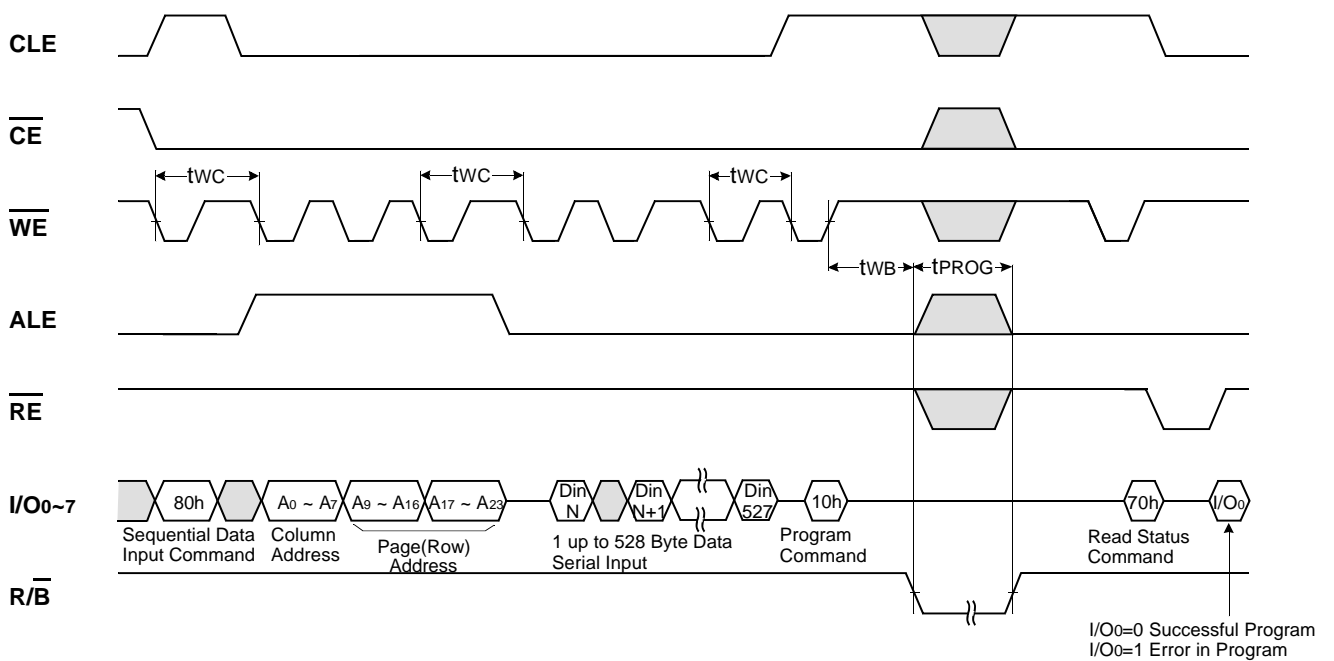 CLE
CE
tWC
tWC
tWC
WE
tWB
tPROG
ALE
RE
I/O0~7
80h
A0 ~ A7
A9 ~ A16
A17 ~ A23
Din
N
Din
N+1
Din
527
10h
70h
I/O0
Sequential Data
Input Command
Column
Address
Page(Row)
Address
1 up to 528 Byte Data
Serial Input
Program
Command
Read Status
Command
R/B
I/O0=0 Successful Program
I/O0=1 Error in Program